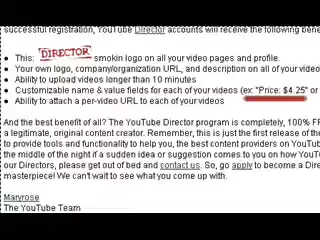 successful registration, YouTube Director accounts will receive the following bene
• This: DIRECTOR smokin logo on all your video pages and profile.
• Your own logo, company/organization URL, and description on all of your video
• Ability to upload videos longer than 10 minutes
• Customizable name & value fields for each of your videos (ex: "Price: $4.25" or
• Ability to attach a per-video URL to each of your videos
And the best benefit of all? The YouTube Director program is completely, 100% FR
a legitimate, original content creator. Remember, this is just the first release of the
to provide tools and functionality to help you, the best content providers on YouTub
the middle of the night if a sudden idea or suggestion comes to you on how YouTub
our Directors, please get out of bed and contact us. So, go apply to become a Dire
masterpiece! We can't wait to see what you come up with.
Maryrose
The YouTube Team